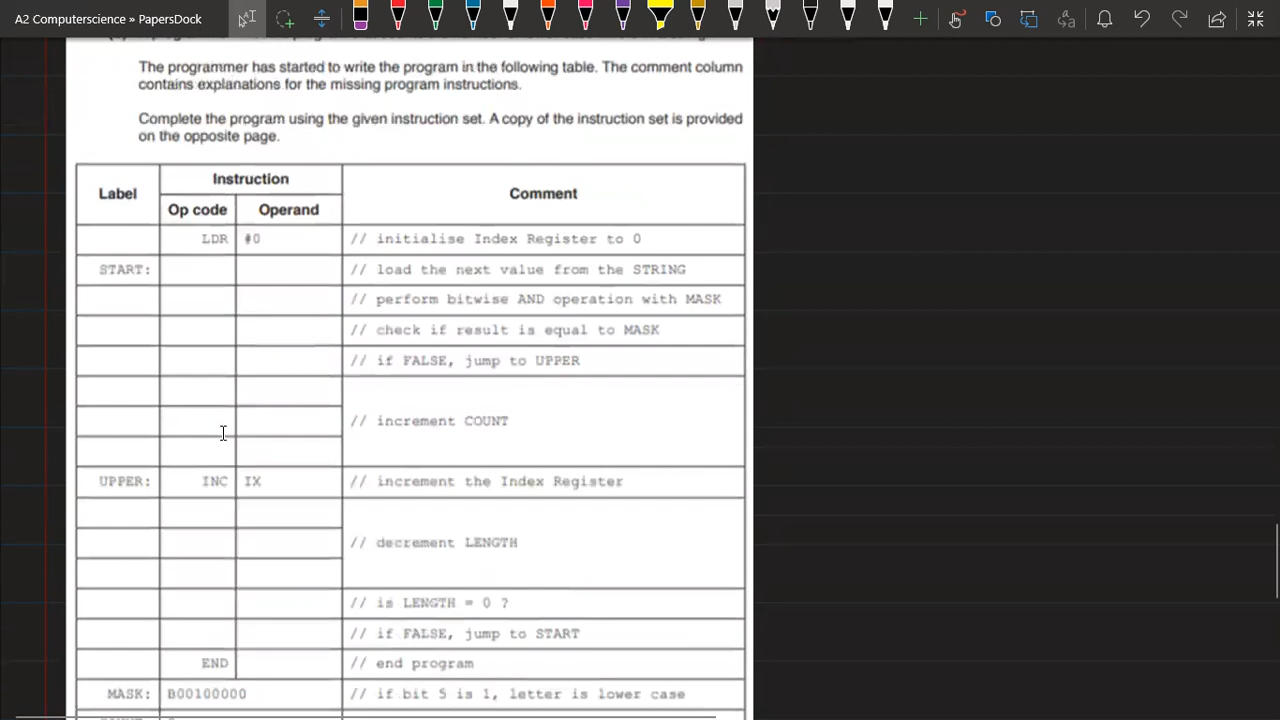 A2 Computerscience » PapersDock
The programmer has started to write the program in the following table. The comment column
contains explanations for the missing program instructions.
Complete the program using the given instruction set. A copy of the instruction set is provided
on the opposite page.
Label Instruction Comment
Op code Operand
LDR #0 // initialise Index Register to 0
START: // load the next value from the STRING
// perform bitwise AND operation with MASK
// check if result is equal to MASK
// if FALSE, jump to UPPER
// increment COUNT
UPPER: INC IX // increment the Index Register
// decrement LENGTH
// is LENGTH = 0 ?
// if FALSE, jump to START
END // end program
MASK: B00100000 // if bit 5 is 1, letter is lower case